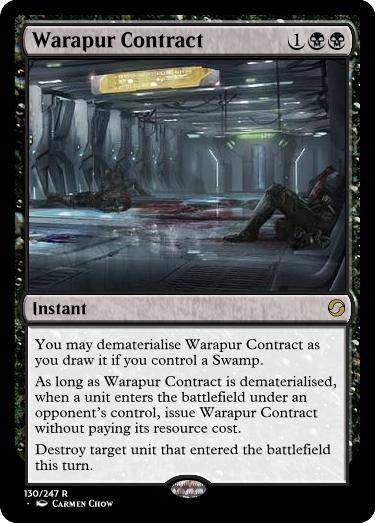 Warapur Contract 1
Instant
You may dematerialise Warapur Contract as
you draw it if you control a Swamp.
As long as Warapur Contract is dematerialised,
when a unit enters the battlefield under an
opponent's control, issue Warapur Contract
without paying its resource cost.
Destroy target unit that entered the battlefield
this turn.
130/247 R
· Carmen Chow